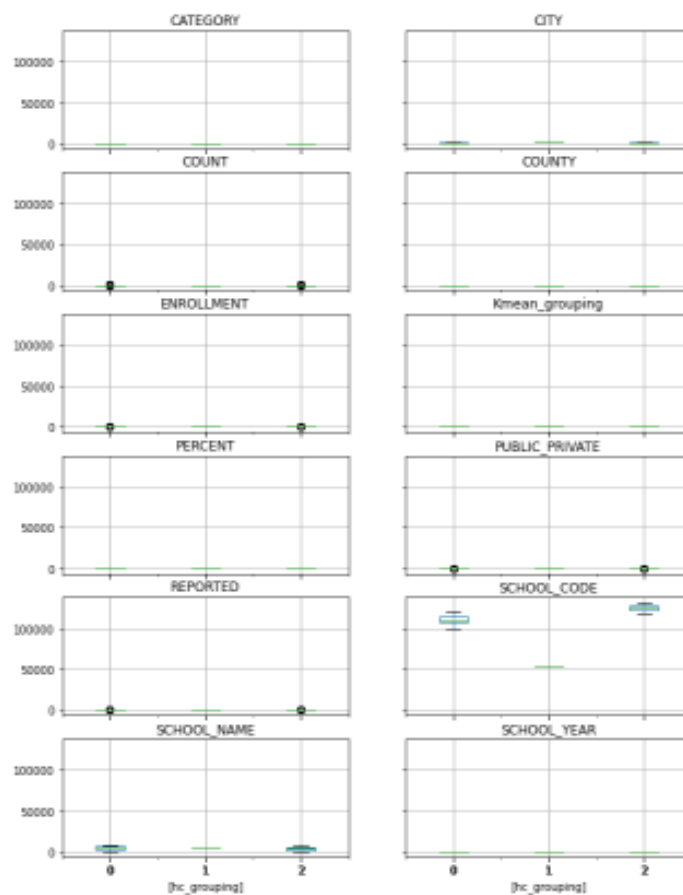 CATEGORY CITY
100000
50000
0
COUNT COUNTY
100000
50000
0
ENROLLMENT Kmean_grouping
100000
50000
0
PERCENT PUBLIC_PRIVATE
100000
50000
0
REPORTED SCHOOL_CODE
100000
50000
0
SCHOOL_NAME SCHOOL_YEAR
100000
50000
0
0 1 2 0 1 2
[hc_grouping] [hc_grouping]